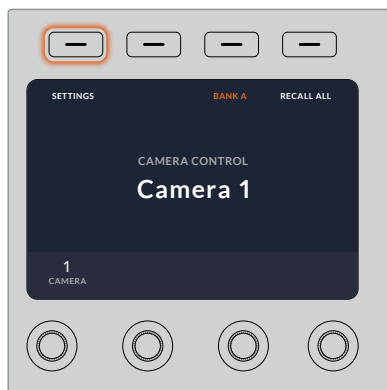 SETTINGS BANK A RECALL ALL
CAMERA CONTROL
Camera 1
1
CAMERA